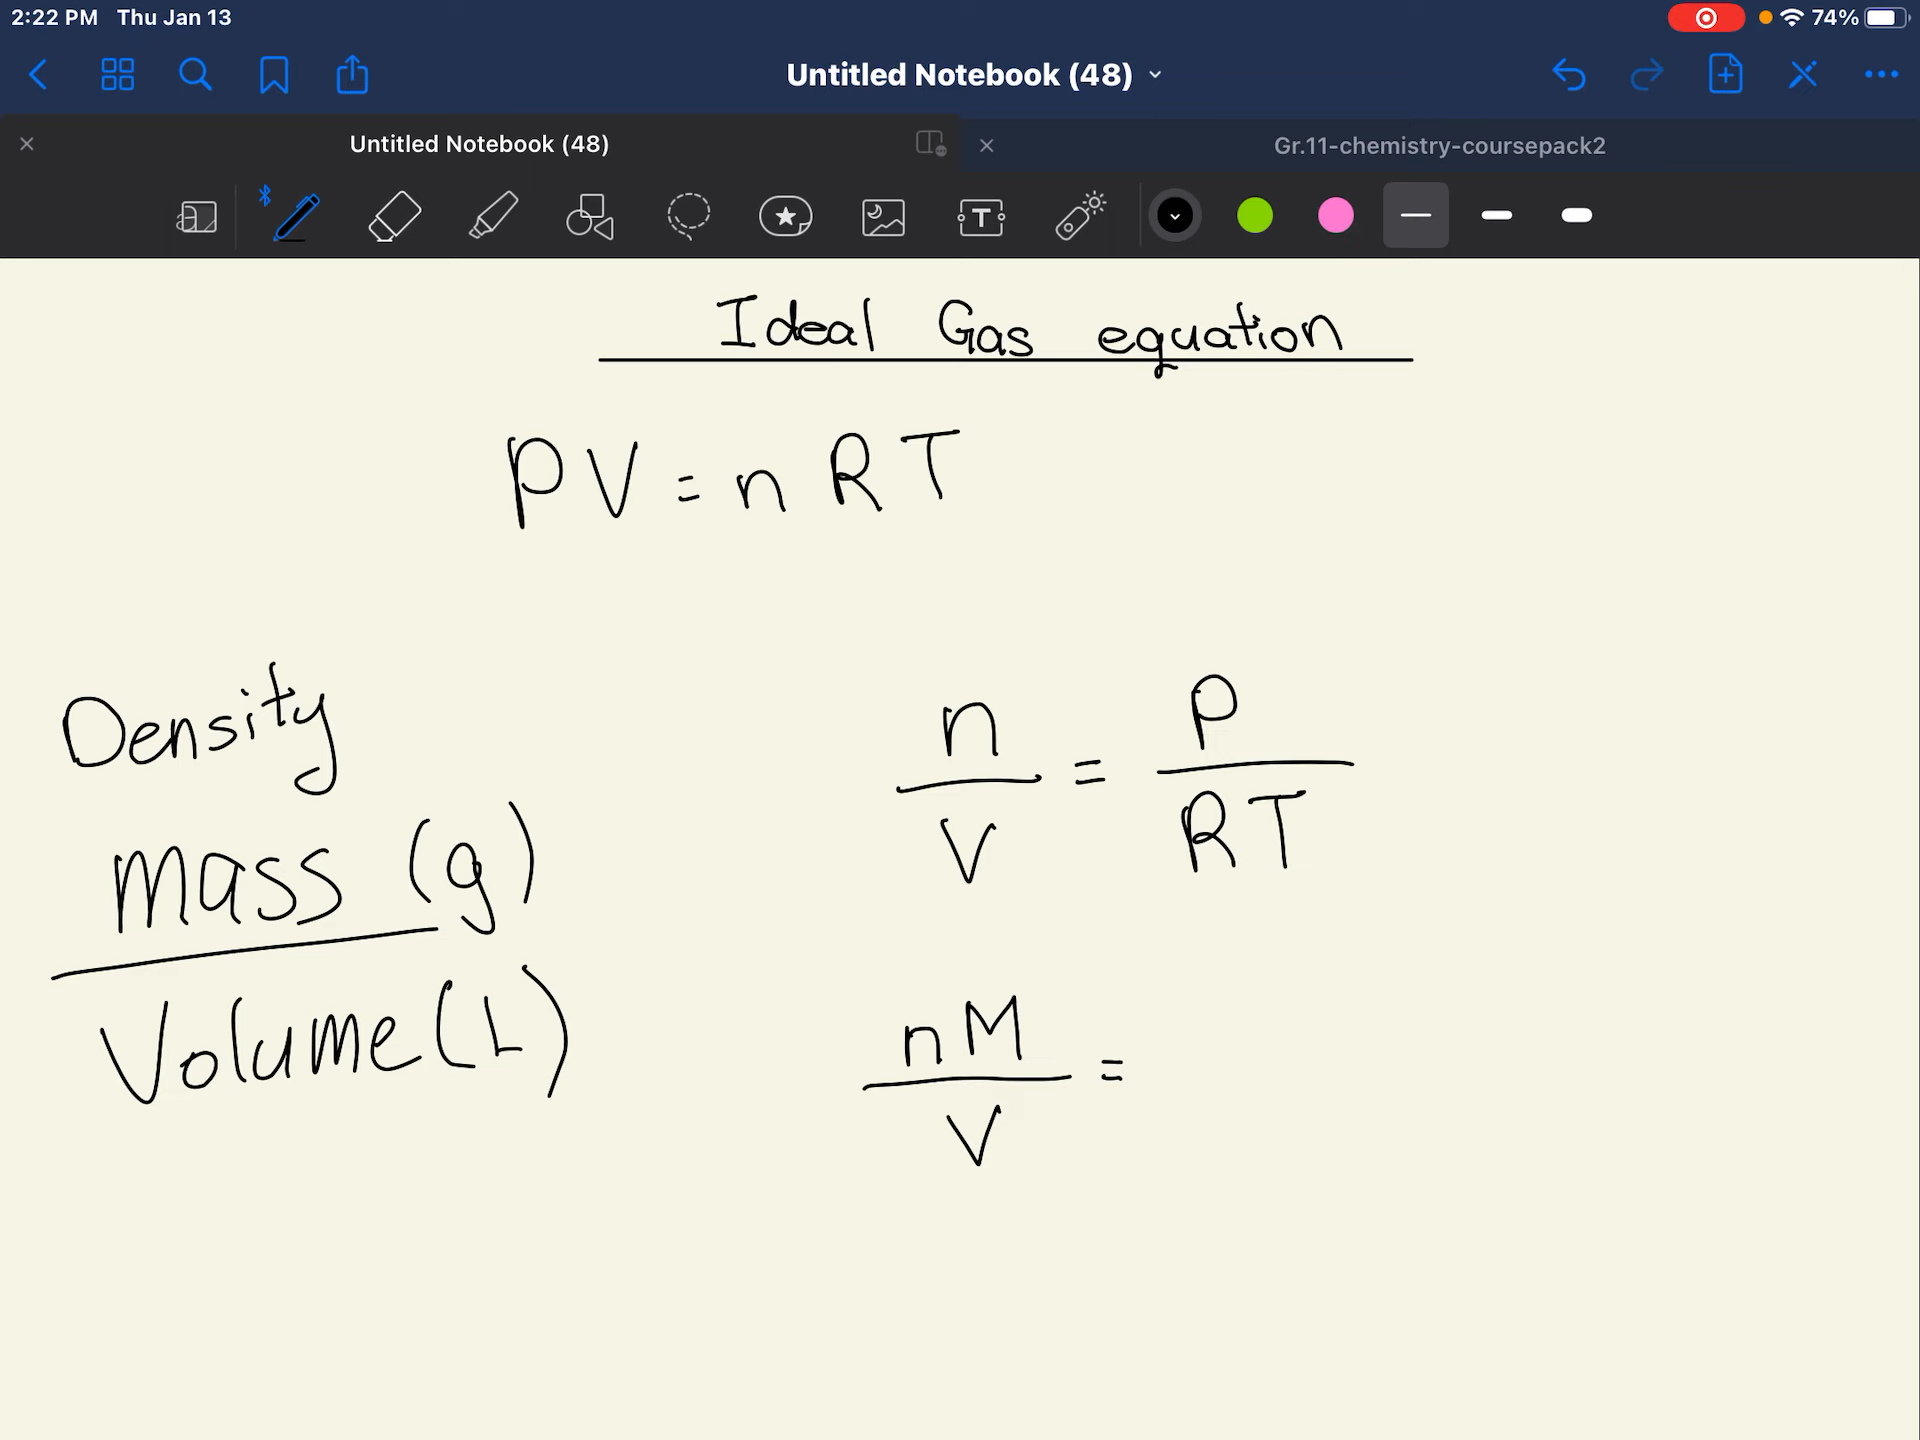 2:22 PM Thu Jan 13
74%
Untitled Notebook (48)
Untitled Notebook (48)
Gr.11-chemistry-coursepack2
Ideal Gas equation
PV = nRT
Density
mass (g)
Volume (L)
n/V = P/RT
nM/V =